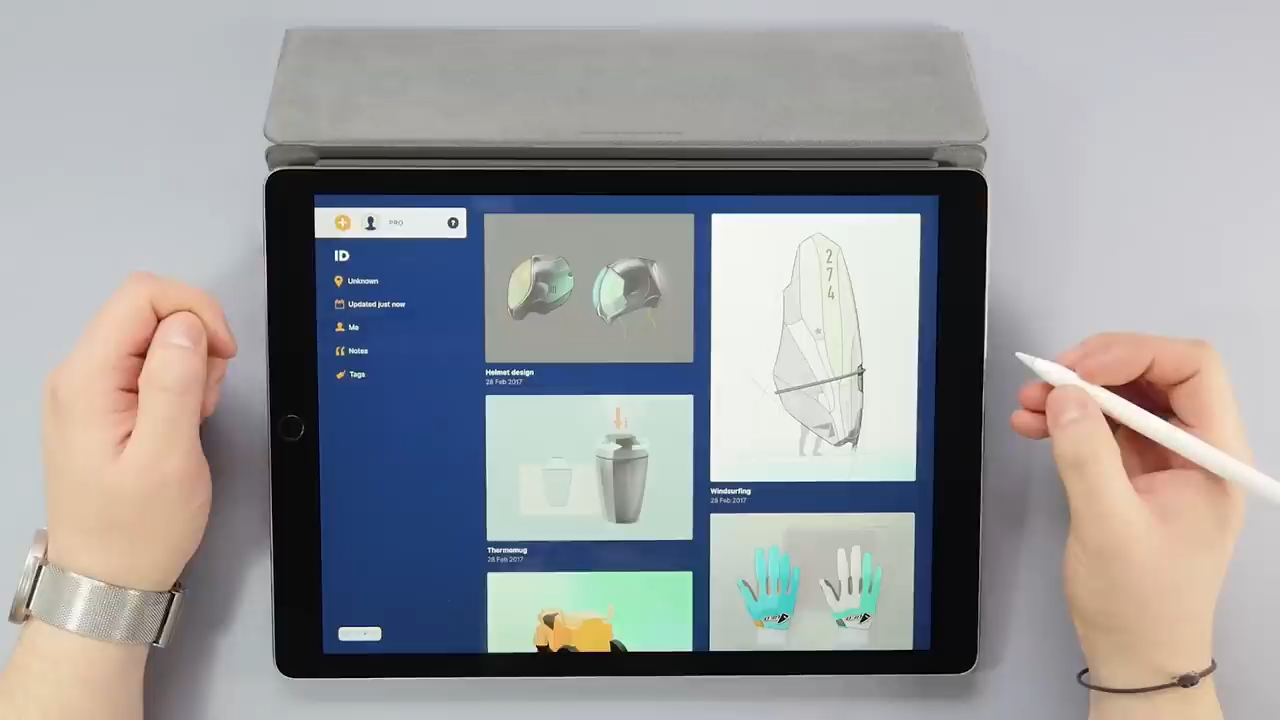 PRO
ID
Unknown
Updated just now
Me
Notes
Tags
Helmet design
28 Feb 2017
Thermomug
28 Feb 2017
274
Windsurfing
28 Feb 2017